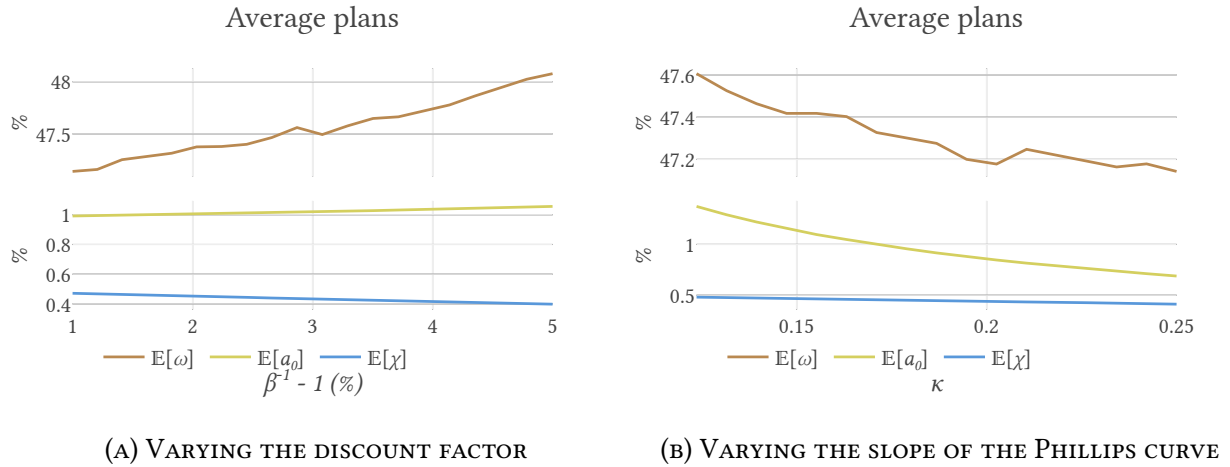 Average plans
48
47.5
%
1
0.8
0.6
0.4
%
1 2 3 4 5
𝔼[ω] 𝔼[a₀] 𝔼[χ]
β⁻¹ - 1 (%)
(A) Varying the discount factor
Average plans
47.6
47.4
47.2
%
1
0.5
%
0.15 0.2 0.25
𝔼[ω] 𝔼[a₀] 𝔼[χ]
κ
(B) Varying the slope of the Phillips curve